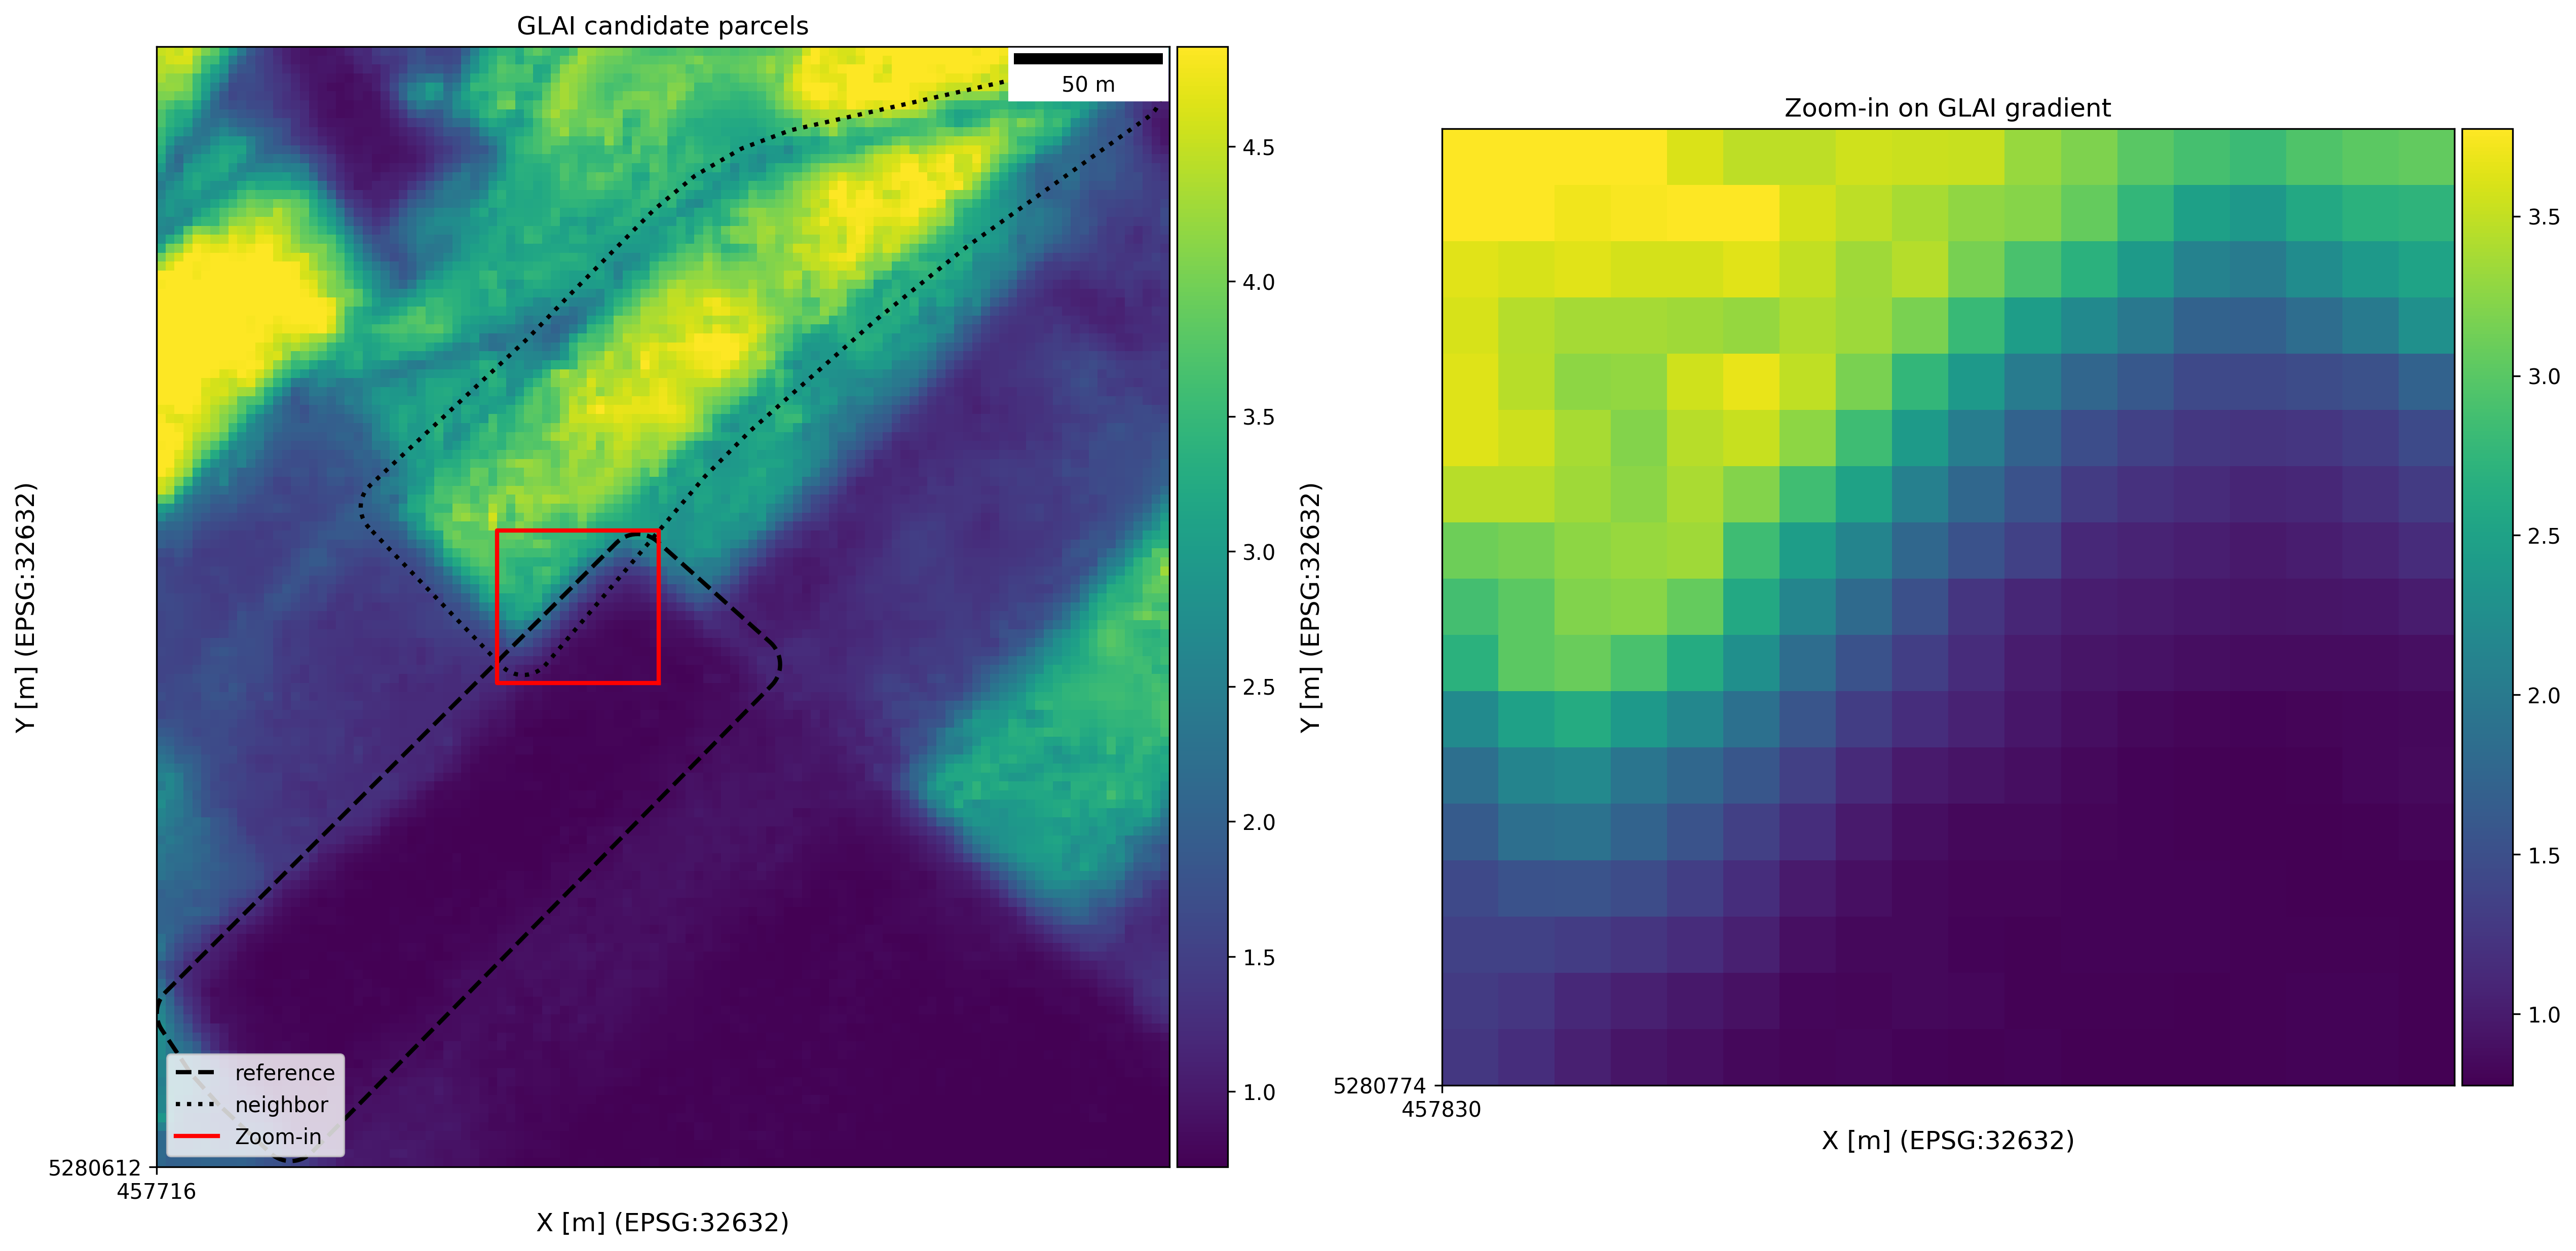 GLAI candidate parcels
50 m
4.5
4.0
3.5
3.0
2.5
2.0
1.5
1.0
Y [m] (EPSG:32632)
reference
neighbor
Zoom-in
5280612
457716
X [m] (EPSG:32632)
Zoom-in on GLAI gradient
3.5
3.0
2.5
2.0
1.5
1.0
Y [m] (EPSG:32632)
5280774
457830
X [m] (EPSG:32632)